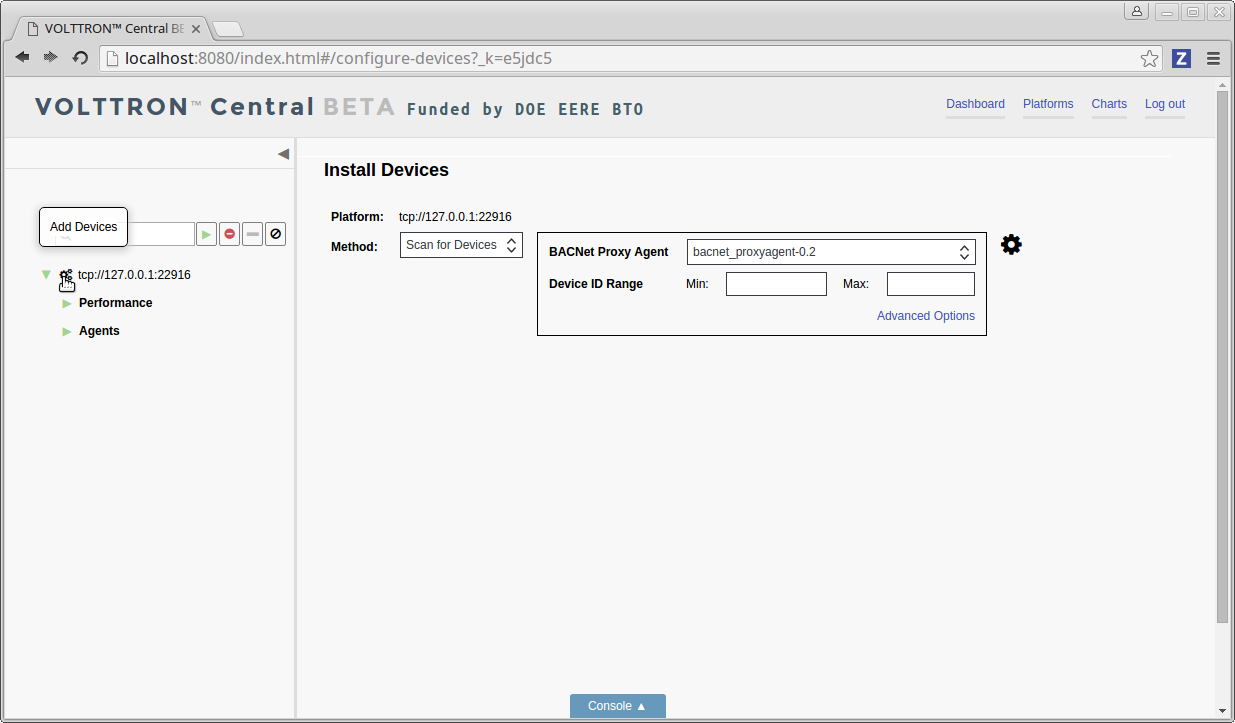 VOLTTRON™ Central BE
localhost:8080/index.html#/configure-devices?_k=e5jdc5
Z
VOLTTRON™ Central BETA Funded by DOE EERE BTO
Dashboard Platforms Charts Log out
Install Devices
Add Devices
Platform: tcp://127.0.0.1:22916
Method: Scan for Devices
BACNet Proxy Agent bacnet_proxyagent-0.2
Device ID Range Min: Max:
Advanced Options
tcp://127.0.0.1:22916
Performance
Agents
Console ▲